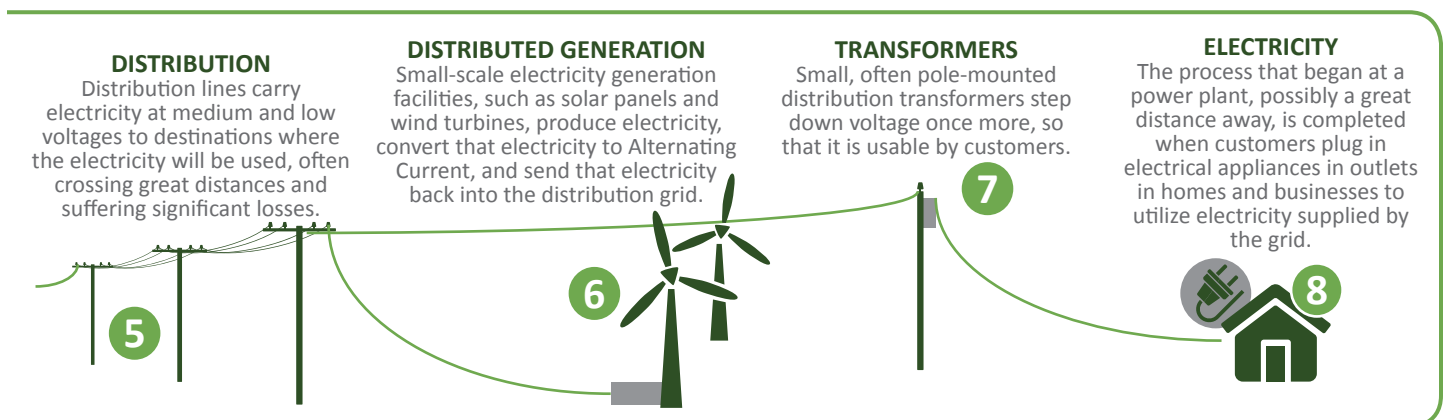 DISTRIBUTION
Distribution lines carry
electricity at medium and low
voltages to destinations where
the electricity will be used, often
crossing great distances and
suffering significant losses.
5
DISTRIBUTED GENERATION
Small-scale electricity generation
facilities, such as solar panels and
wind turbines, produce electricity,
convert that electricity to Alternating
Current, and send that electricity
back into the distribution grid.
6
TRANSFORMERS
Small, often pole-mounted
distribution transformers step
down voltage once more, so
that it is usable by customers.
7
ELECTRICITY
The process that began at a
power plant, possibly a great
distance away, is completed
when customers plug in
electrical appliances in outlets
in homes and businesses to
utilize electricity supplied by
the grid.
8